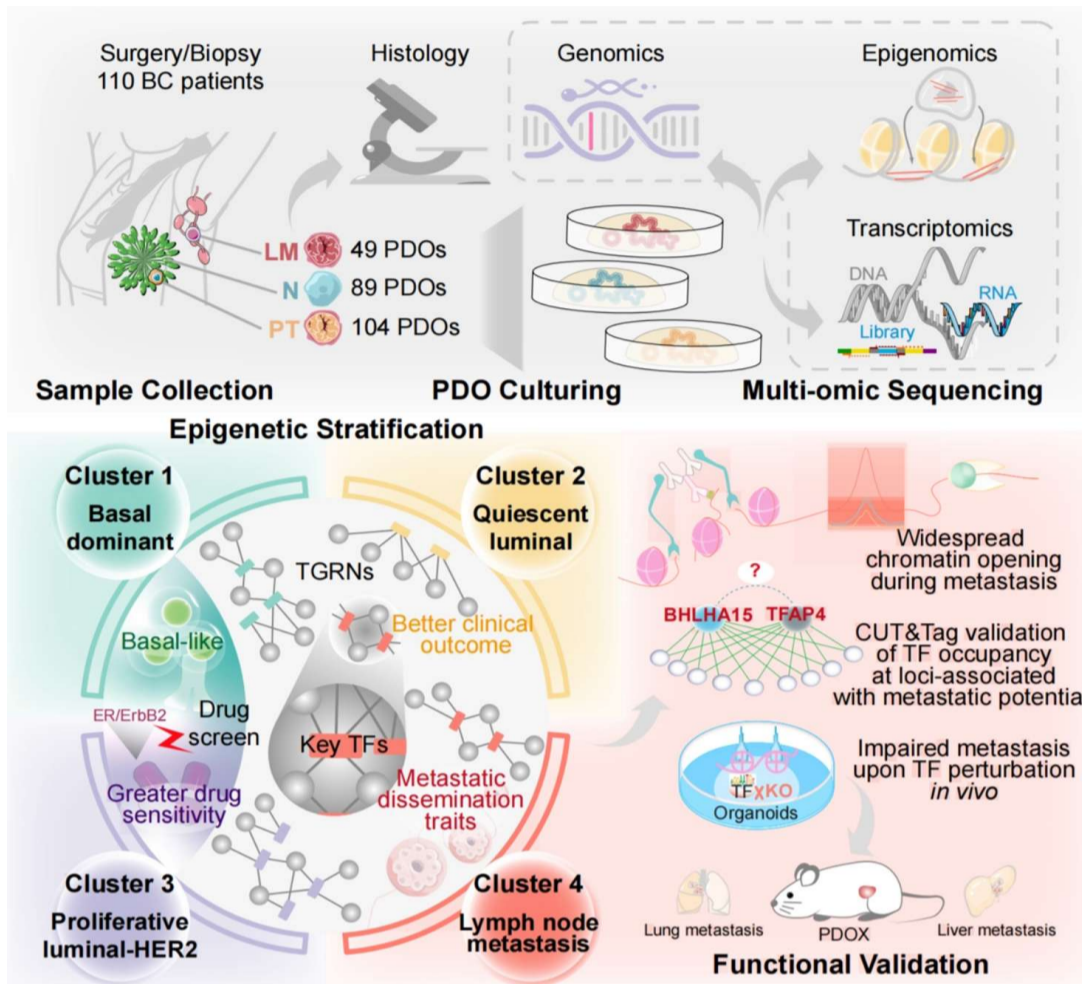 Surgery/Biopsy
110 BC patients
Histology
Genomics
Epigenomics
LM
49 PDOs
N
89 PDOs
PT
104 PDOs
Transcriptomics
DNA
RNA
Library
Sample Collection
PDO Culturing
Multi-omic Sequencing
Epigenetic Stratification
Cluster 1
Basal
dominant
Cluster 2
Quiescent
luminal
TGRNs
Basal-like
Better clinical
outcome
ER/ErbB2
Drug
screen
Key TFs
Greater drug
sensitivity
Metastatic
dissemination
traits
Cluster 3
Proliferative
luminal-HER2
Cluster 4
Lymph node
metastasis
Widespread
chromatin opening
during metastasis
?
BHLHA15
TFAP4
CUT&Tag validation
of TF occupancy
at loci-associated
with metastatic potentia
TF
KO
Organoids
Impaired metastasis
upon TF perturbation
in vivo
Lung metastasis
PDOX
Liver metastasis
Functional Validation